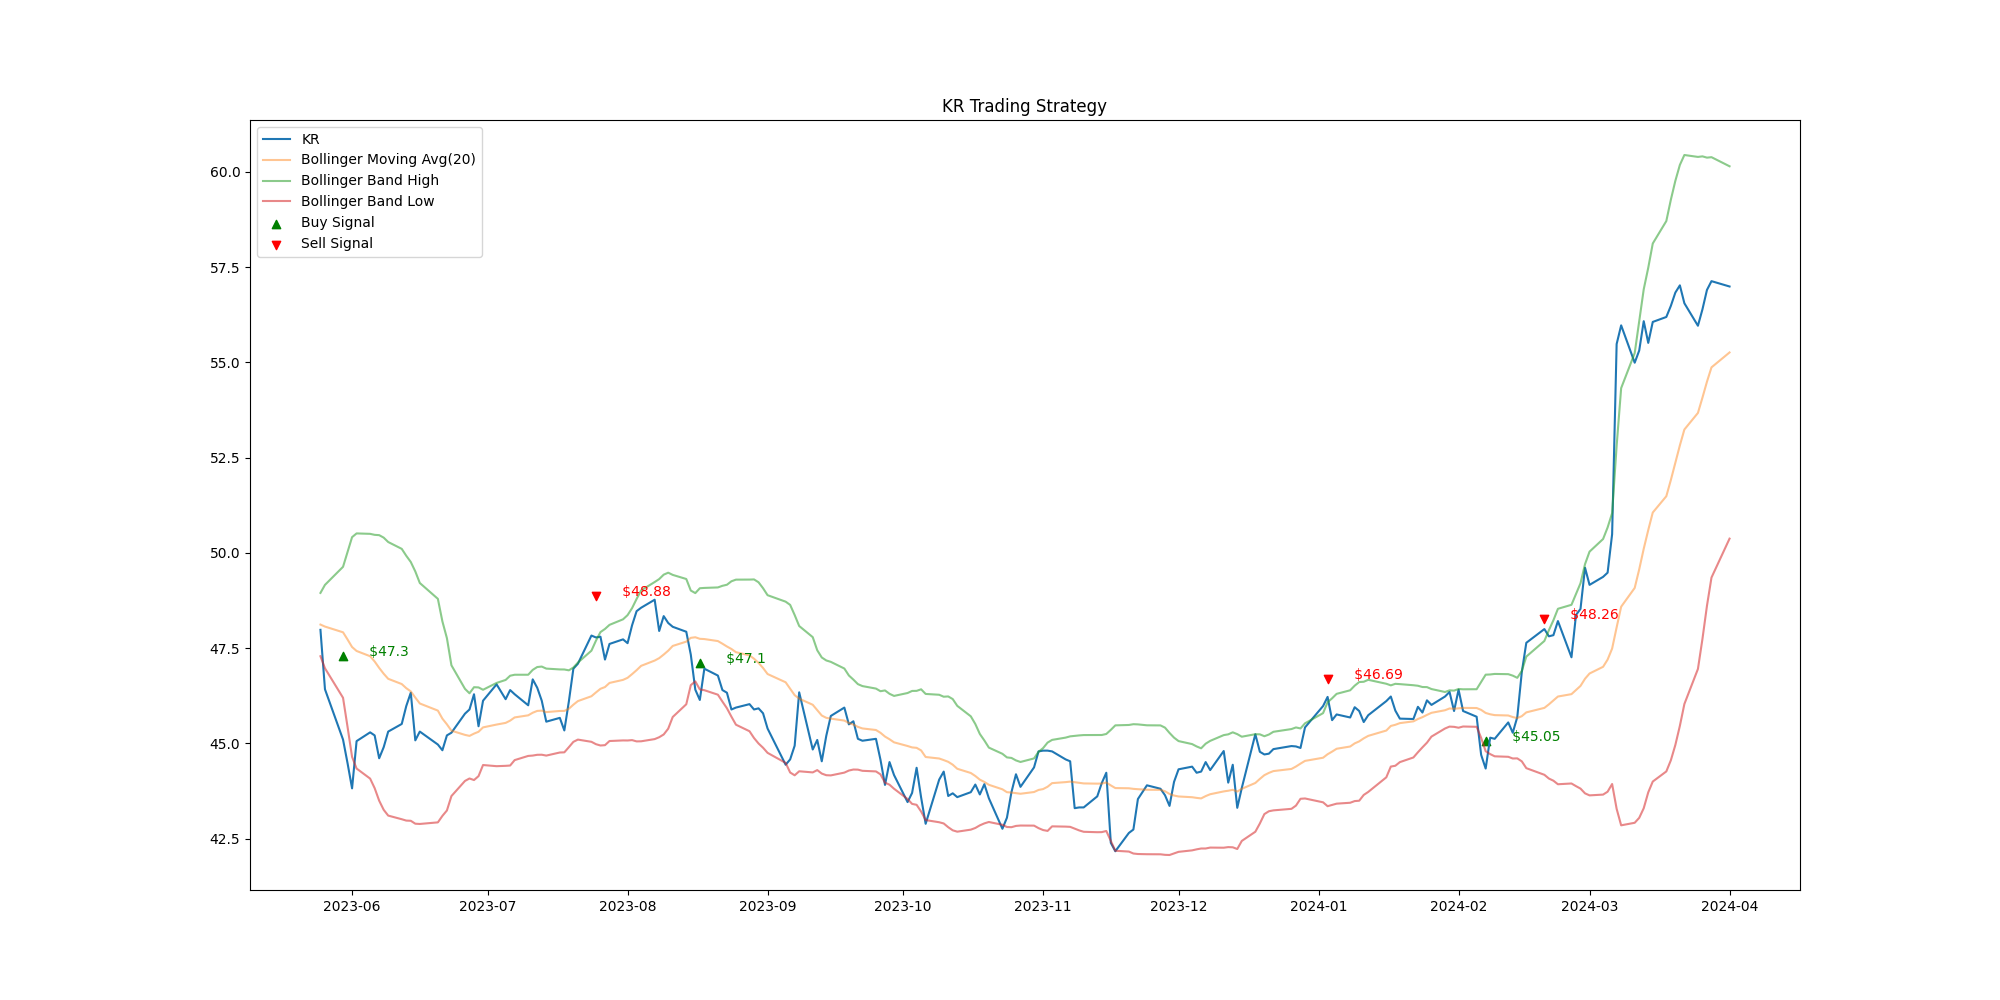 KR Trading Strategy
KR
Bollinger Moving Avg(20)
Bollinger Band High
Bollinger Band Low
Buy Signal
Sell Signal
60.0
57.5
55.0
52.5
50.0
47.5
45.0
42.5
$47.3
$48.88
$47.1
$46.69
$45.05
$48.26
2023-06 2023-07 2023-08 2023-09 2023-10 2023-11 2023-12 2024-01 2024-02 2024-03 2024-04